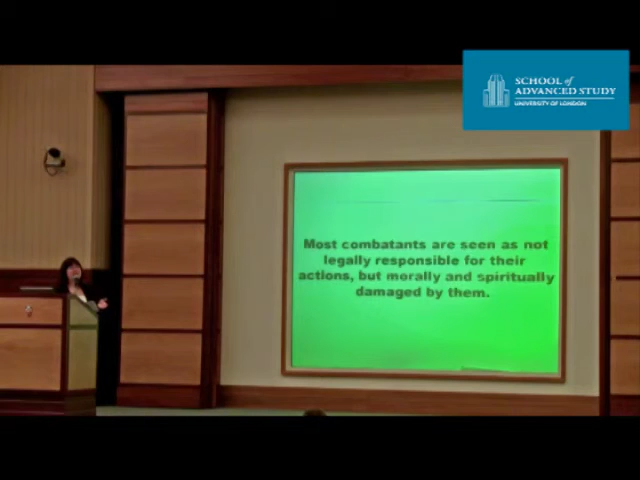 SCHOOL of
ADVANCED STUDY
UNIVERSITY OF LONDON
Most combatants are seen as not
legally responsible for their
actions, but morally and spiritually
damaged by them.